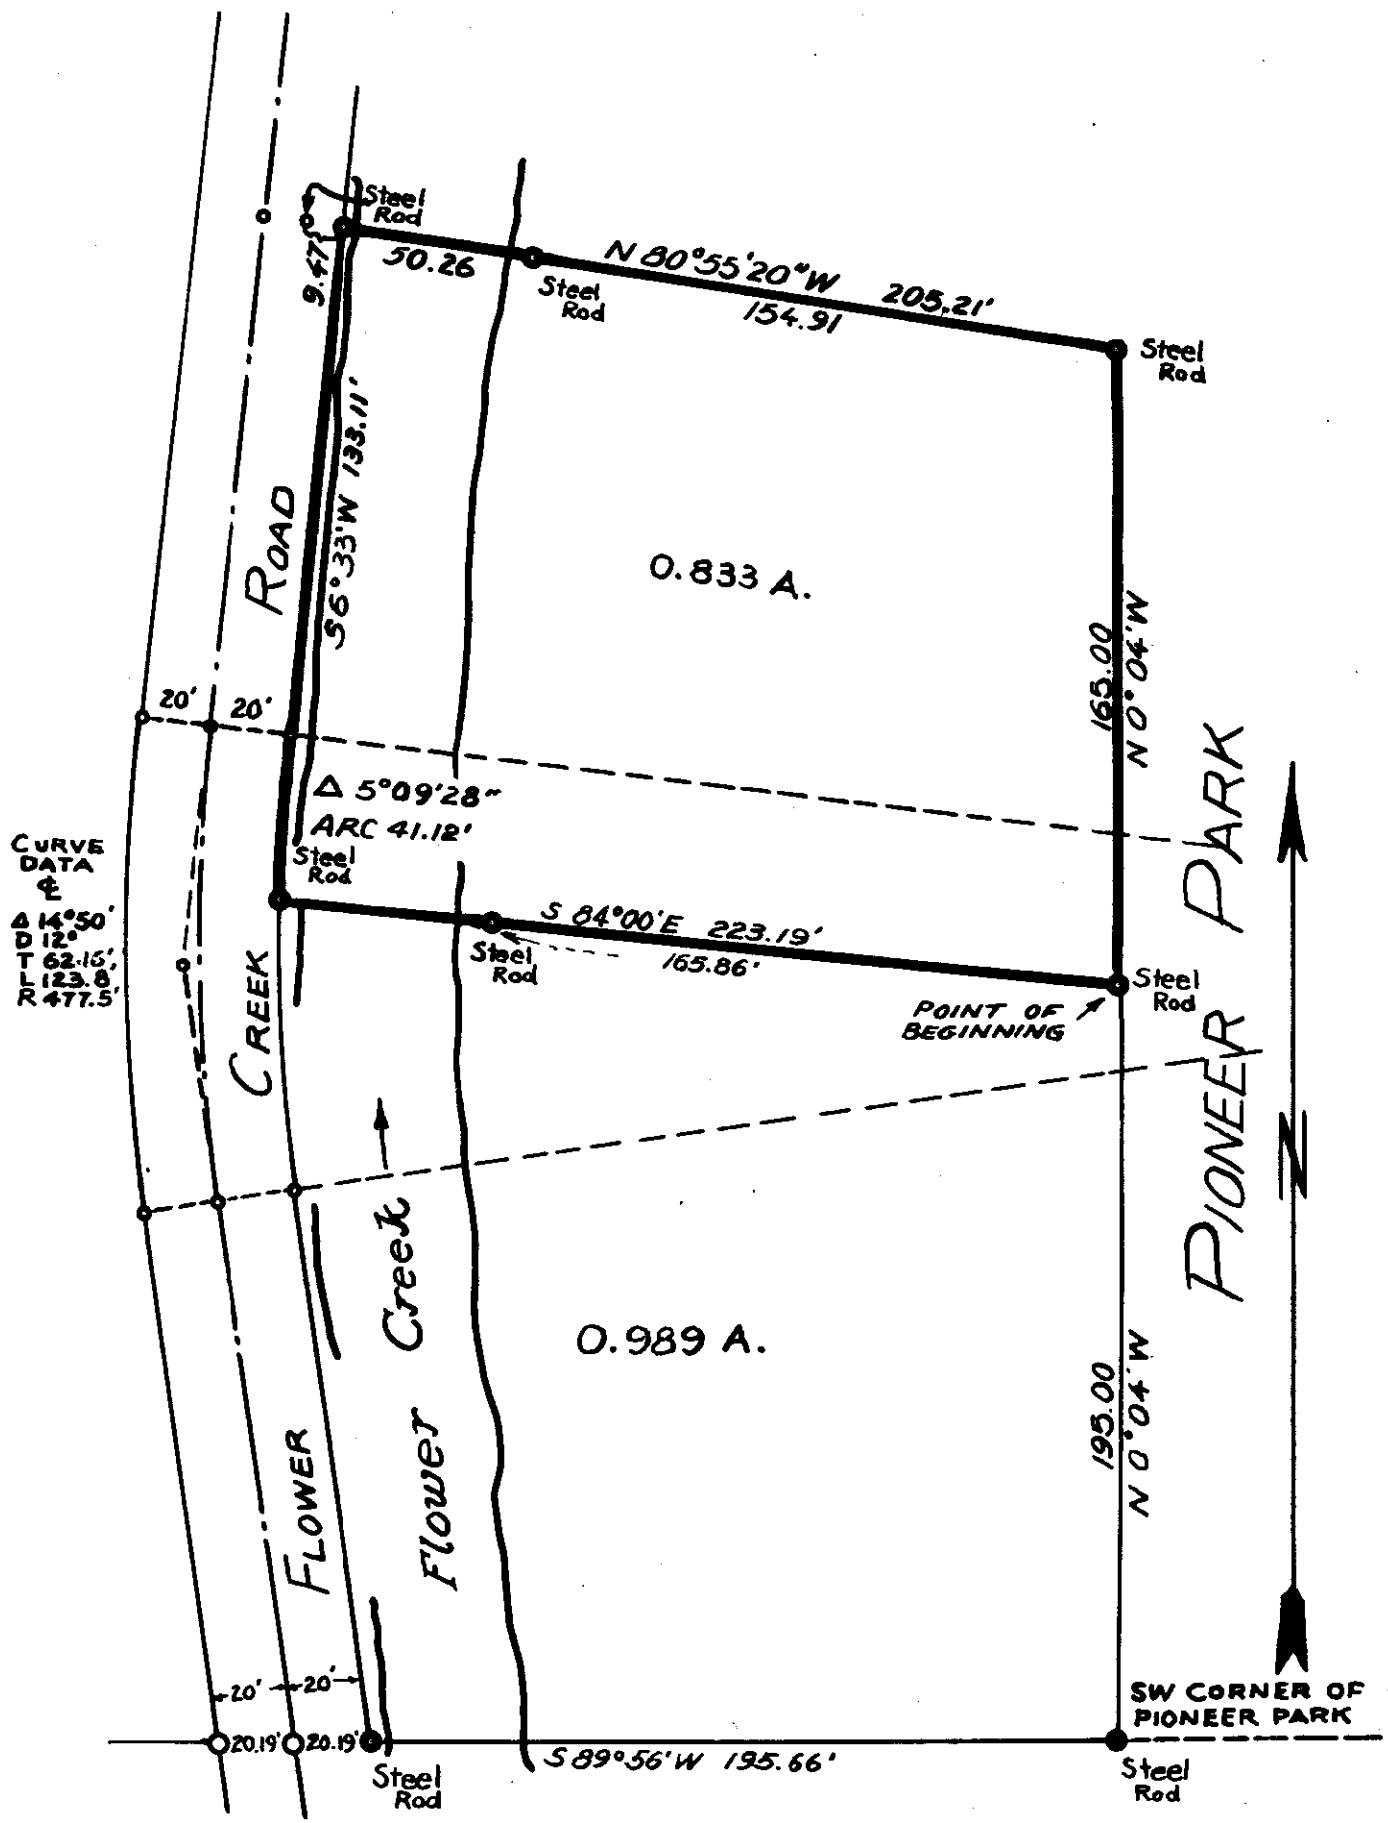 Steel
Rod
9.47
50.26
N 80°55'20"W
205.21'
154.91
Steel
Rod
Steel
Rod
S 6°33'W 133.11'
ROAD
0.833 A.
165.00
N 0°04'W
20'
20'
Δ 5°09'28"
ARC 41.12'
Steel
Rod
CURVE
DATA
℄
Δ 14°50'
D 12°
T 62.15'
L 123.8'
R 477.5'
S 84°00'E 223.19'
165.86'
Steel
Rod
Steel
Rod
POINT OF
BEGINNING
CREEK
PIONEER PARK
N
Creek
0.989 A.
195.00
N 0°04'W
FLOWER
Flower
20'
20'
SW CORNER OF
PIONEER PARK
20.19'
20.19'
S 89°56'W 195.66'
Steel
Rod
Steel
Rod